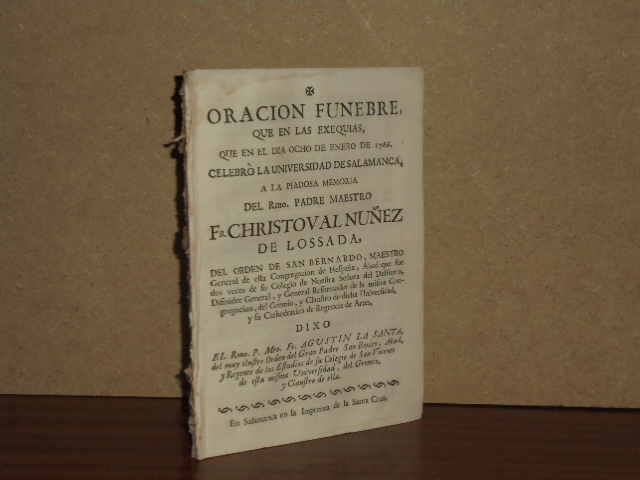 ✠
ORACION FUNEBRE,
QUE EN LAS EXEQUIAS,
QUE EN EL DIA OCHO DE ENERO DE 1766.
CELEBRÒ LA UNIVERSIDAD DE SALAMANCA,
A LA PIADOSA MEMORIA
DEL Rmo. PADRE MAESTRO
Fr. CHRISTOVAL NUÑEZ
DE LOSSADA,
DEL ORDEN DE SAN BERNARDO, MAESTRO
General de esta Congregacion de Hespaña, Abad que fue
dos veces de su Colegio de Nuestra Señora del Destierro,
Difinidor General, y General Reformador de la misma Con-
gregacion, del Gremio, y Claustro de dicha Universidad,
y su Cathedratico de Regencia de Artes,
DIXO
EL Rmo. P. Mro. Fr. AGUSTIN LA SANTA,
del muy ilustre Orden del Gran Padre San Benito, Abad,
y Regente de los Estudios de su Colegio de San Vicente
de esta misma Universidad, del Gremio,
y Claustro de ella.
En Salamanca en la Imprenta de la Santa Cruz.